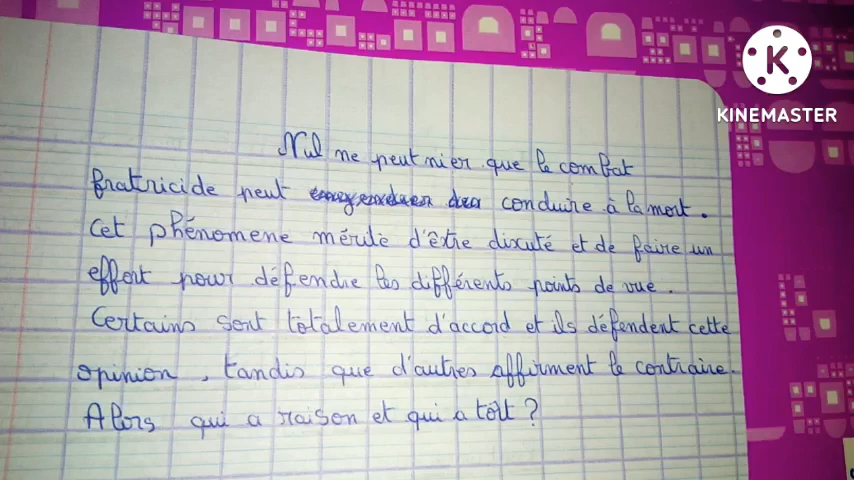 K
KINEMASTER
Nul ne peut nier que le combat
fratricide peut conduire à la mort.
cet phénomene mérite d'être discuté et de faire un
effort pour défendre les différents points de vue.
Certains sont totalement d'accord et ils défendent cette
opinion, tandis que d'autres affirment le contraire.
Alors qui a raison et qui a tort ?